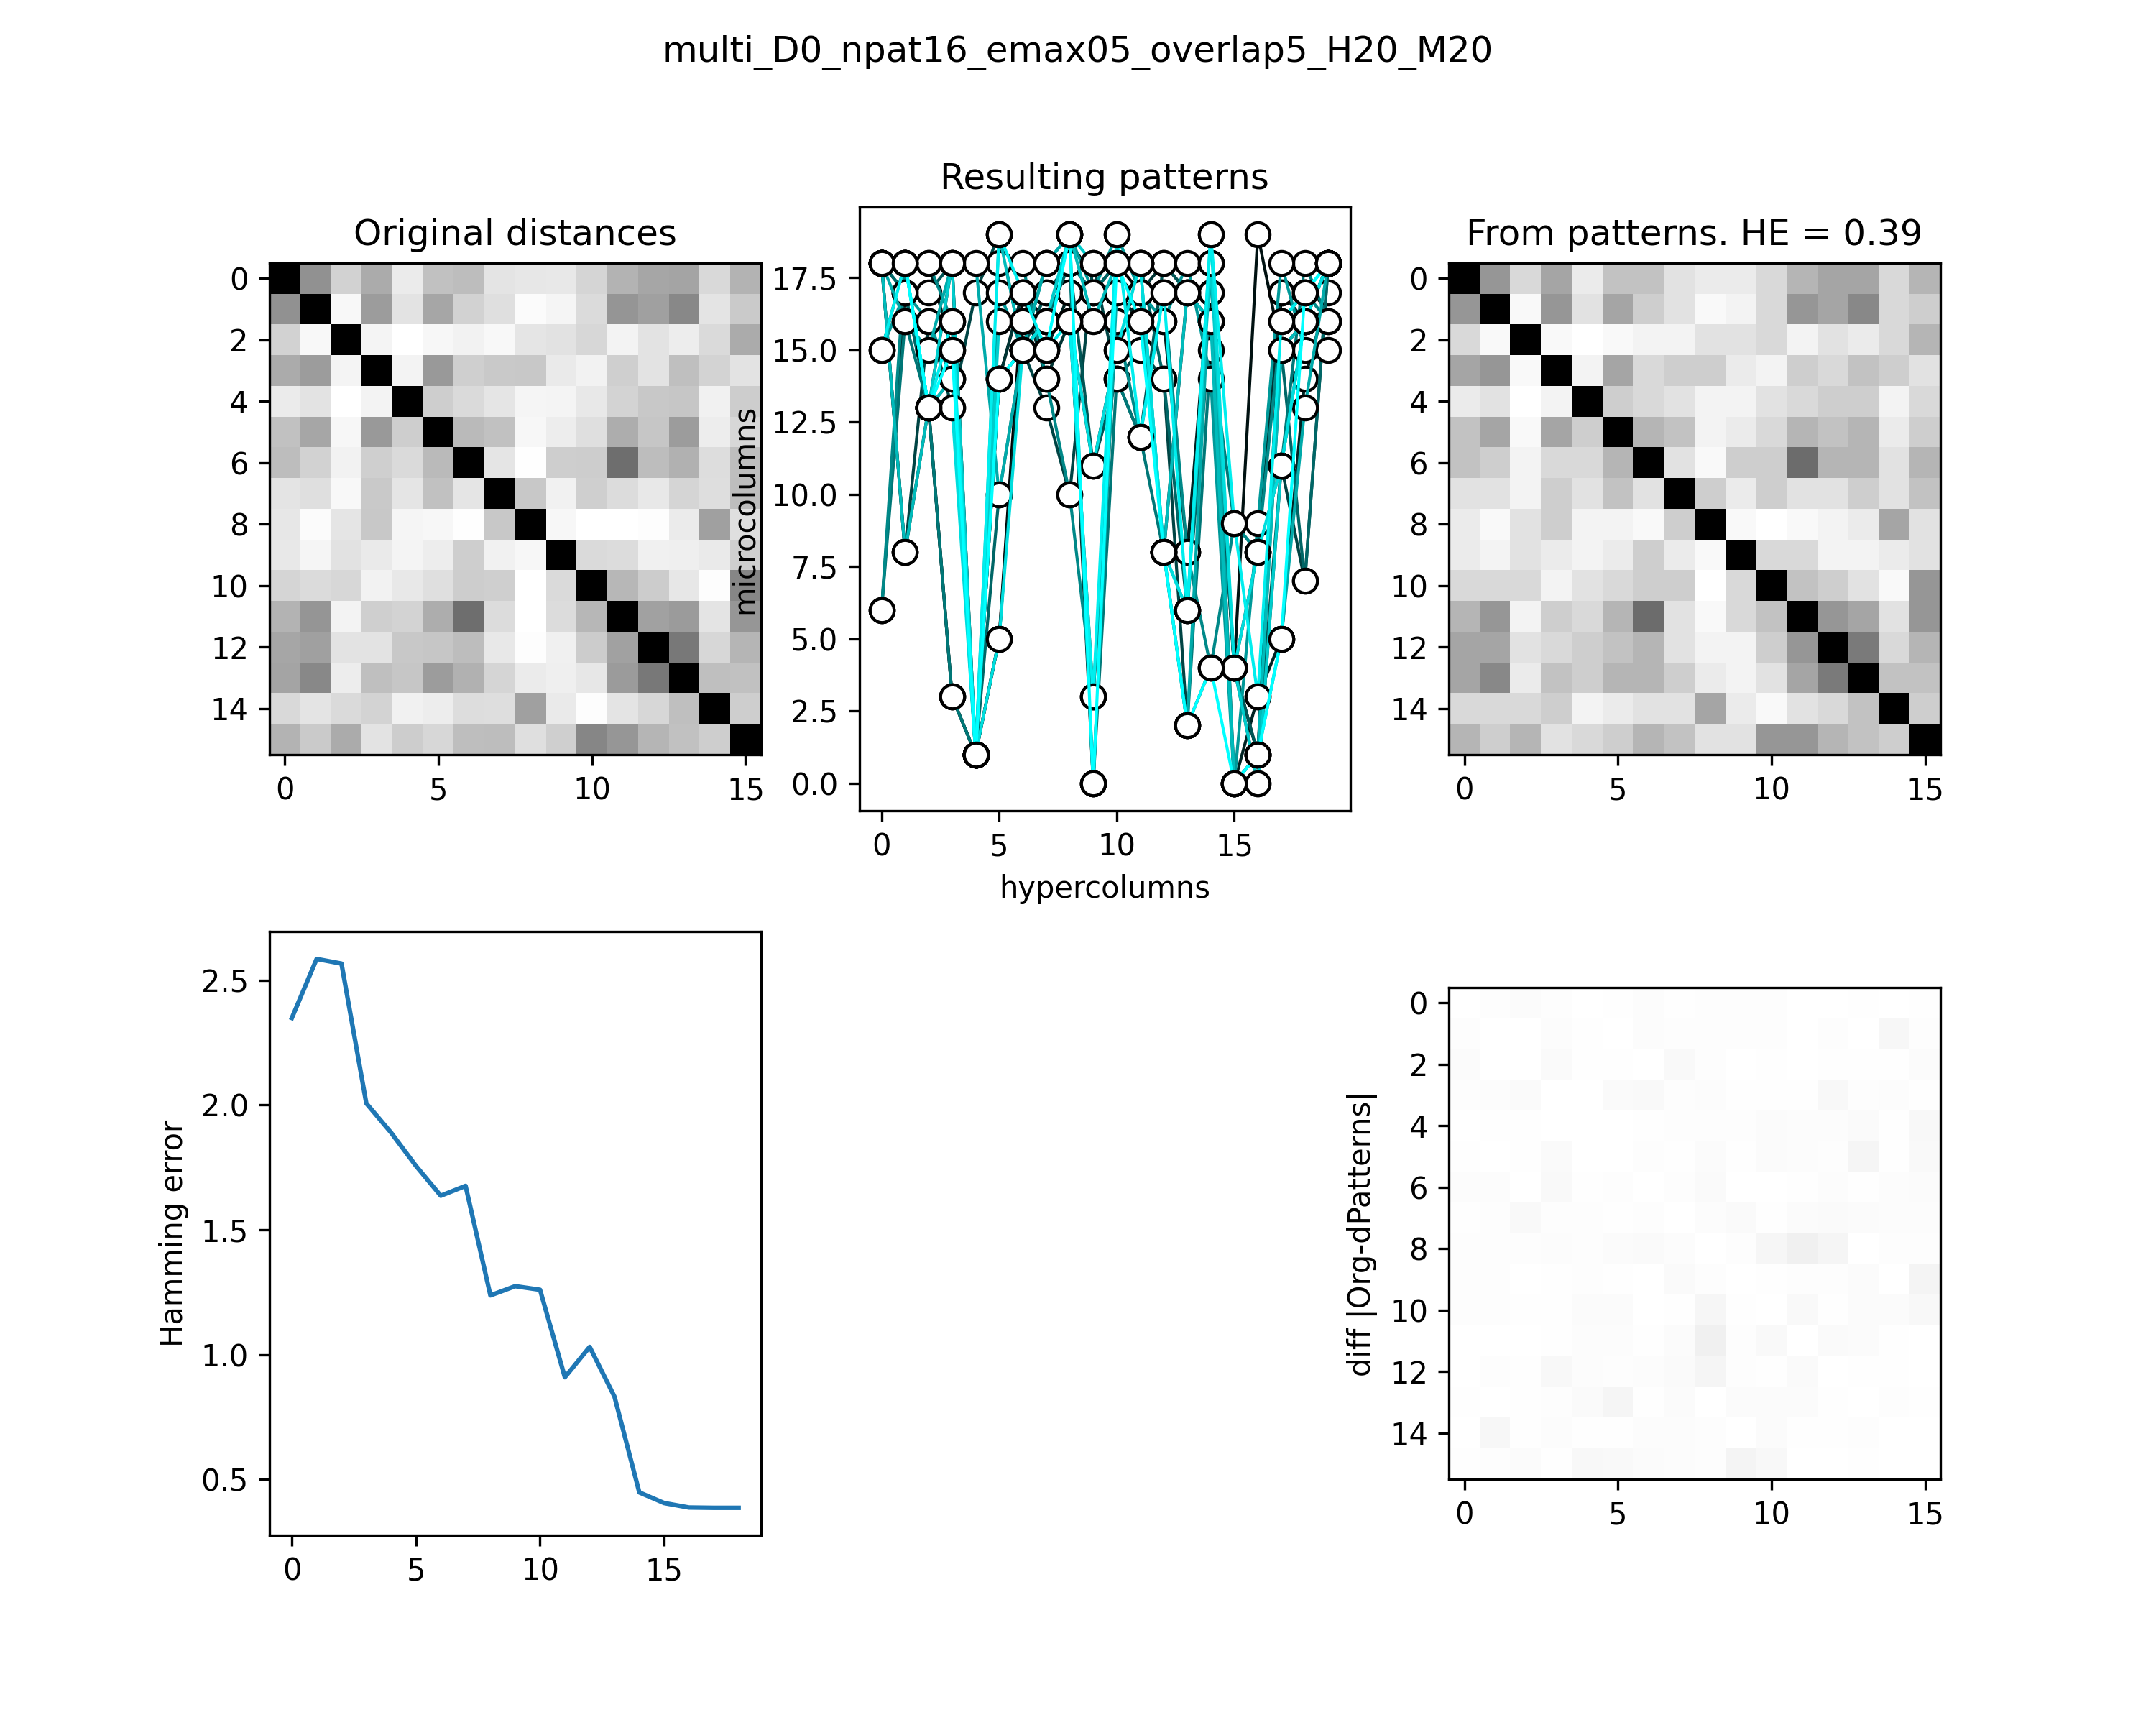 multi_D0_npat16_emax05_overlap5_H20_M20
Original distances
0
2
4
6
8
10
12
14
0 5 10 15
Resulting patterns
microcolumns
17.5
15.0
12.5
10.0
7.5
5.0
2.5
0.0
0 5 10 15
hypercolumns
From patterns. HE = 0.39
0
2
4
6
8
10
12
14
0 5 10 15
Hamming error
2.5
2.0
1.5
1.0
0.5
0 5 10 15
diff |Org-dPatterns|
0
2
4
6
8
10
12
14
0 5 10 15